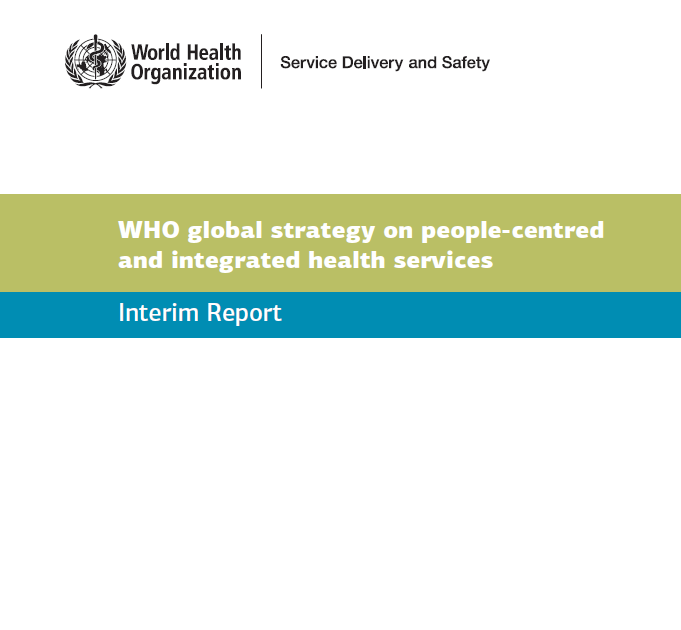 World Health
Organization
Service Delivery and Safety
WHO global strategy on people-centred
and integrated health services
Interim Report